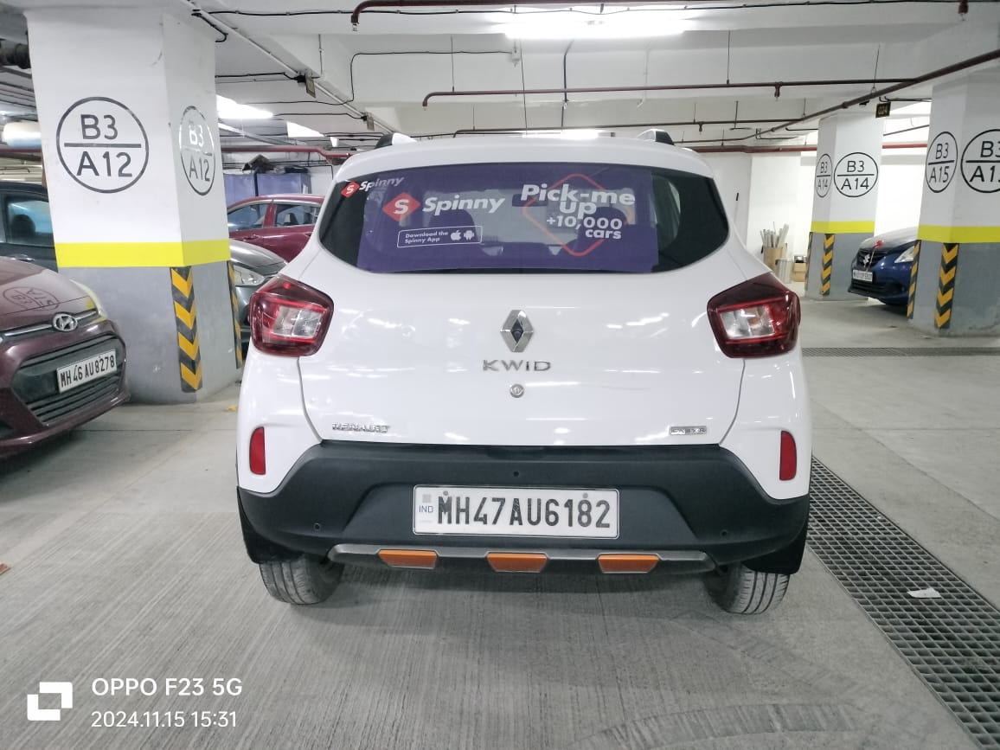 B3
A12
B3
A12
B3
A14
B3
A14
B3
A15
B3
Spinny
Spinny
Download the
Spinny App
Pick-me
up
+10,000
cars
MH46AU8278
KWID
RENAULT
IND
MH47AU6182
OPPO F23 5G
2024.11.15 15:31